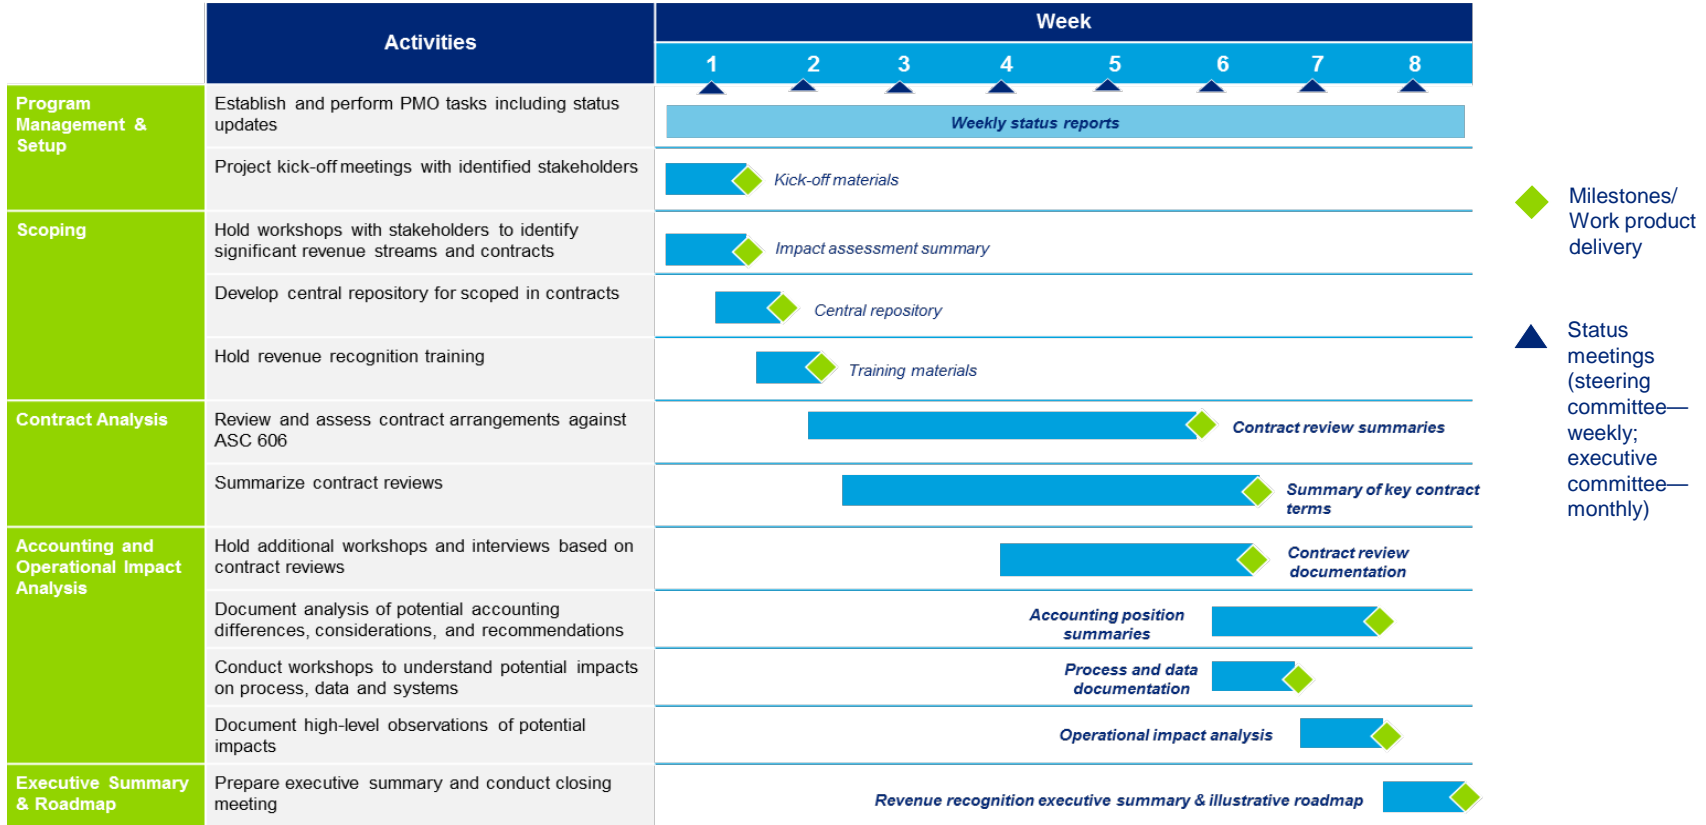 Activities
Week
1 2 3 4 5 6 7 8
Program
Management &
Setup
Establish and perform PMO tasks including status
updates
Weekly status reports
Project kick-off meetings with identified stakeholders
Kick-off materials
Scoping
Hold workshops with stakeholders to identify
significant revenue streams and contracts
Impact assessment summary
Develop central repository for scoped in contracts
Central repository
Hold revenue recognition training
Training materials
Contract Analysis
Review and assess contract arrangements against
ASC 606
Contract review summaries
Summarize contract reviews
Summary of key contract
terms
Accounting and
Operational Impact
Analysis
Hold additional workshops and interviews based on
contract reviews
Contract review
documentation
Document analysis of potential accounting
differences, considerations, and recommendations
Accounting position
summaries
Conduct workshops to understand potential impacts
on process, data and systems
Process and data
documentation
Document high-level observations of potential
impacts
Operational impact analysis
Executive Summary
& Roadmap
Prepare executive summary and conduct closing
meeting
Revenue recognition executive summary & illustrative roadmap
Milestones/
Work product
delivery
Status
meetings
(steering
committee—
weekly;
executive
committee—
monthly)